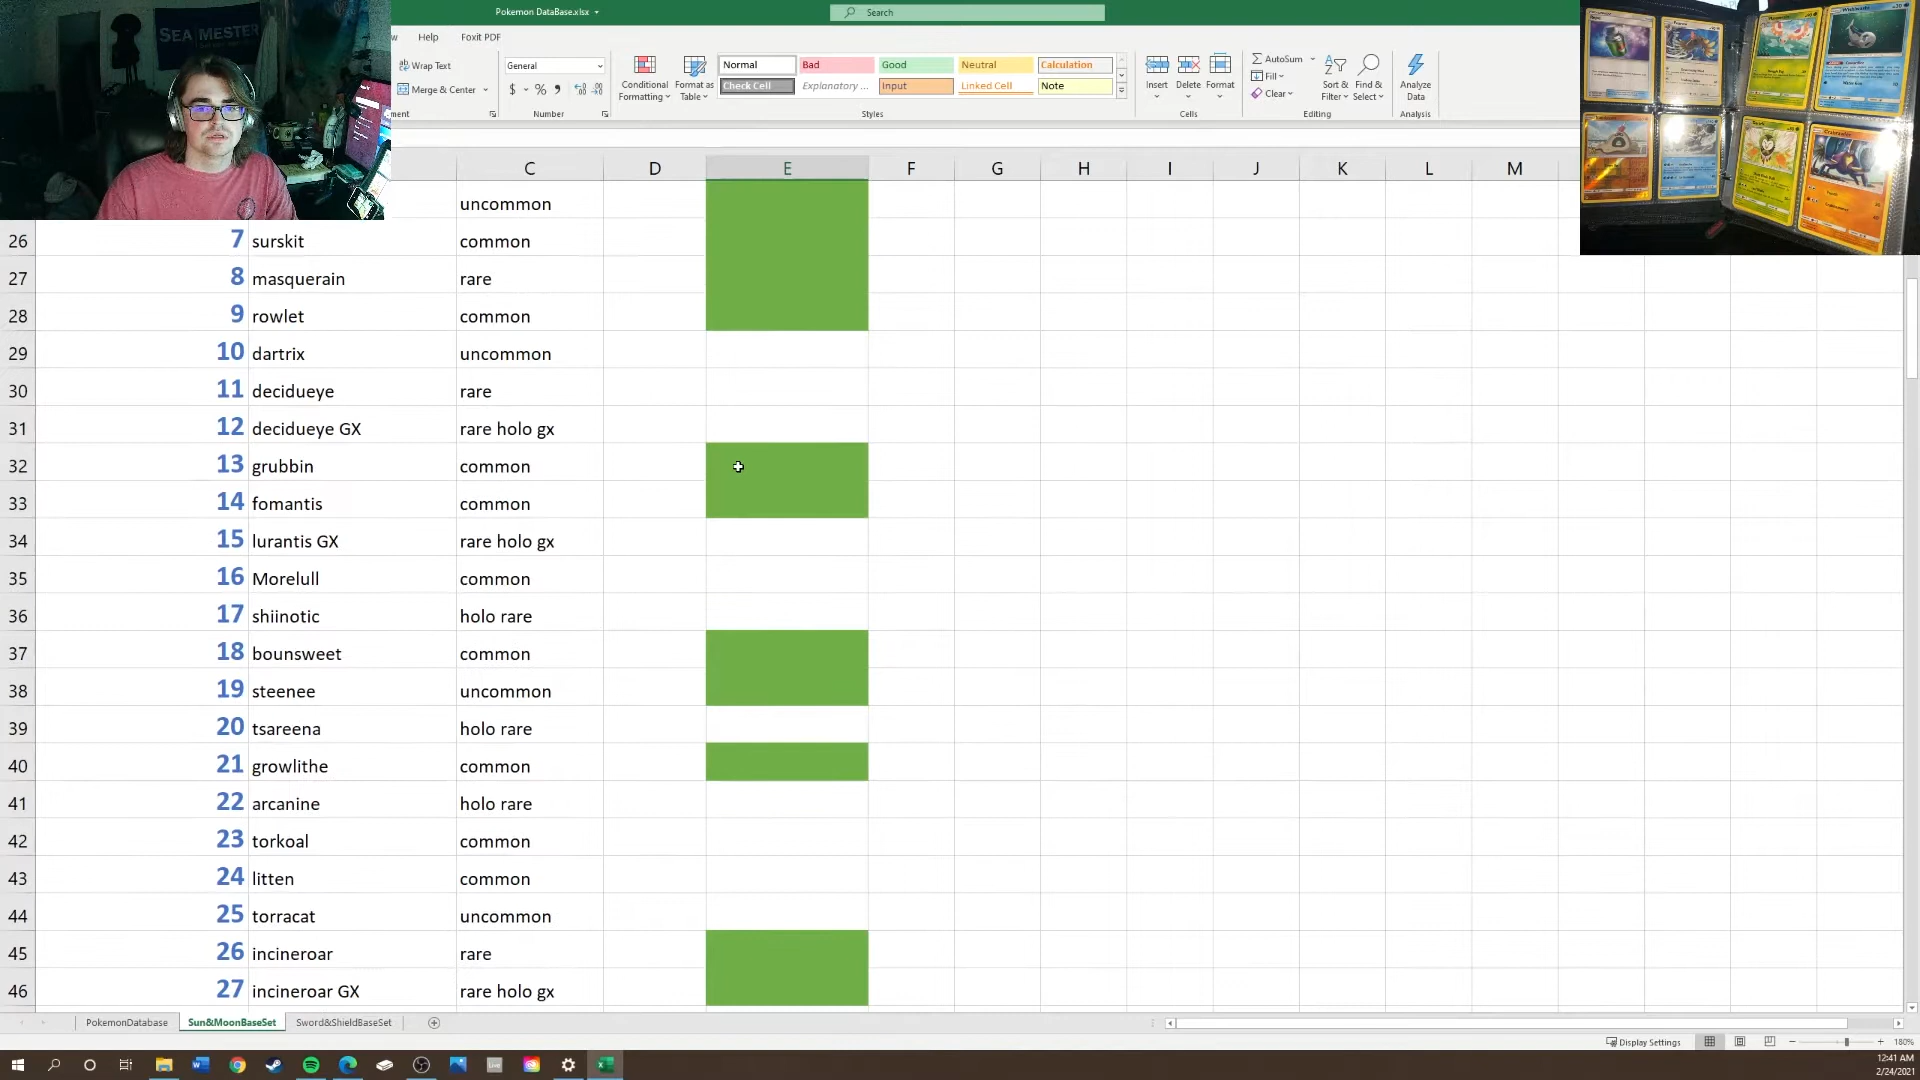 Pokemon DataBase.xlsx
Search
SEA MESTER
Help Foxit PDF
Wrap Text
Merge & Center
General
$ % ,
Number
Conditional Formatting
Format as Table
Normal Bad Good Neutral Calculation
Check Cell Explanatory ... Input Linked Cell Note
Styles
Insert Delete Format
Cells
AutoSum
Fill
Clear
Sort & Filter
Find & Select
Editing
Analyze Data
Analysis
C D E F G H I J K L M
uncommon
26 7 surskit common
27 8 masquerain rare
28 9 rowlet common
29 10 dartrix uncommon
30 11 decidueye rare
31 12 decidueye GX rare holo gx
32 13 grubbin common
33 14 fomantis common
34 15 lurantis GX rare holo gx
35 16 Morelull common
36 17 shiinotic holo rare
37 18 bounsweet common
38 19 steenee uncommon
39 20 tsareena holo rare
40 21 growlithe common
41 22 arcanine holo rare
42 23 torkoal common
43 24 litten common
44 25 torracat uncommon
45 26 incineroar rare
46 27 incineroar GX rare holo gx
PokemonDatabase Sun&MoonBaseSet Sword&ShieldBaseSet
Display Settings
180%
12:41 AM
2/24/2021